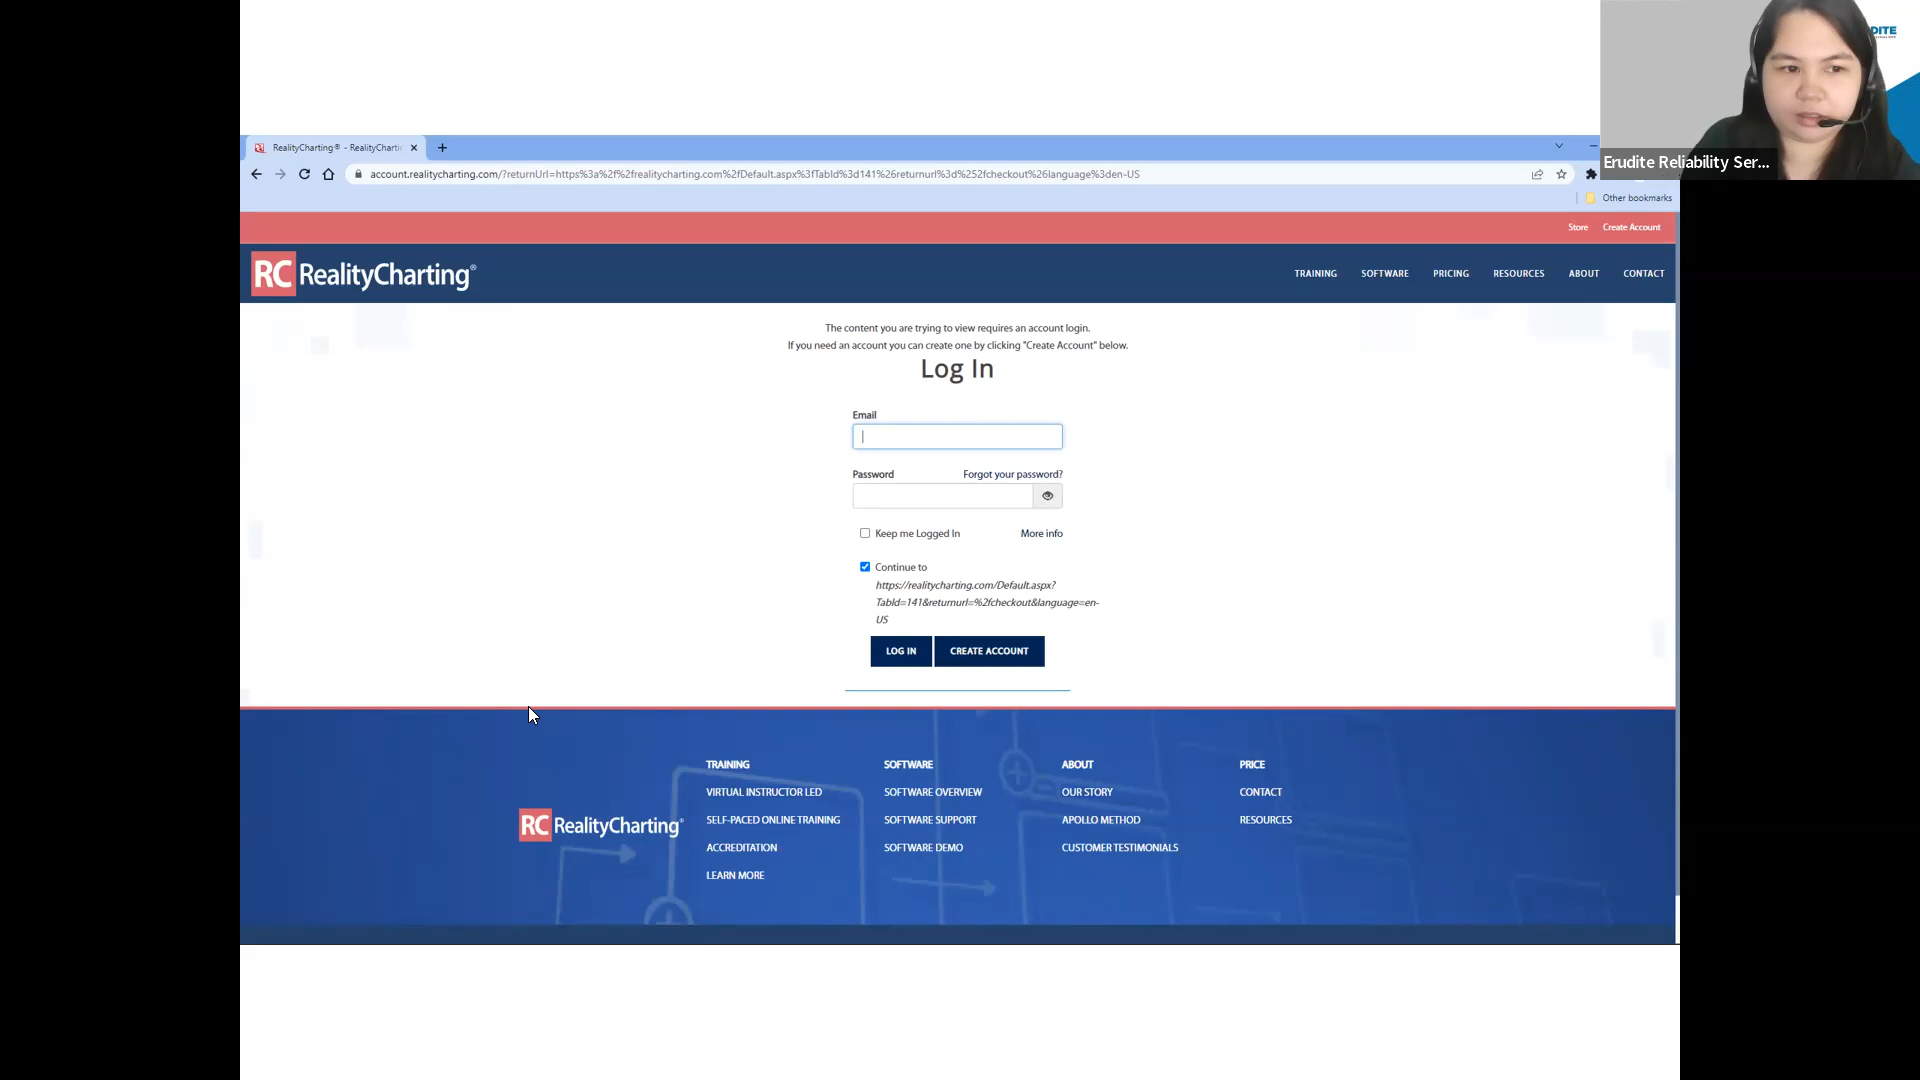 DITE
Erudite Reliability Ser...
RealityCharting® - RealityCharti
account.realitycharting.com/?returnUrl=https%3a%2f%2frealitycharting.com%2fDefault.aspx%3fTabId%3d141%26returnurl%3d%252fcheckout%26language%3den-US
Other bookmarks
Store Create Account
RC RealityCharting®
TRAINING SOFTWARE PRICING RESOURCES ABOUT CONTACT
The content you are trying to view requires an account login.
If you need an account you can create one by clicking "Create Account" below.
Log In
Email
Password Forgot your password?
Keep me Logged In More info
Continue to
https://realitycharting.com/Default.aspx?
TabId=141&returnurl=%2fcheckout&language=en-
US
LOG IN CREATE ACCOUNT
TRAINING SOFTWARE ABOUT PRICE
VIRTUAL INSTRUCTOR LED SOFTWARE OVERVIEW OUR STORY CONTACT
RC RealityCharting® SELF-PACED ONLINE TRAINING SOFTWARE SUPPORT APOLLO METHOD RESOURCES
ACCREDITATION SOFTWARE DEMO CUSTOMER TESTIMONIALS
LEARN MORE